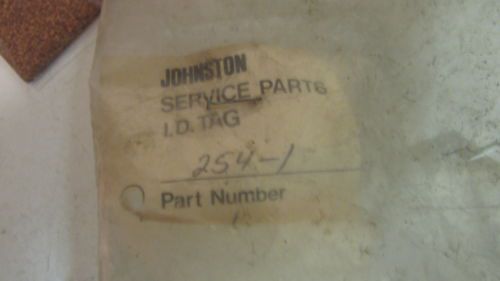 JOHNSTON
SERVICE PARTS
I.D. TAG
254-1
Part Number